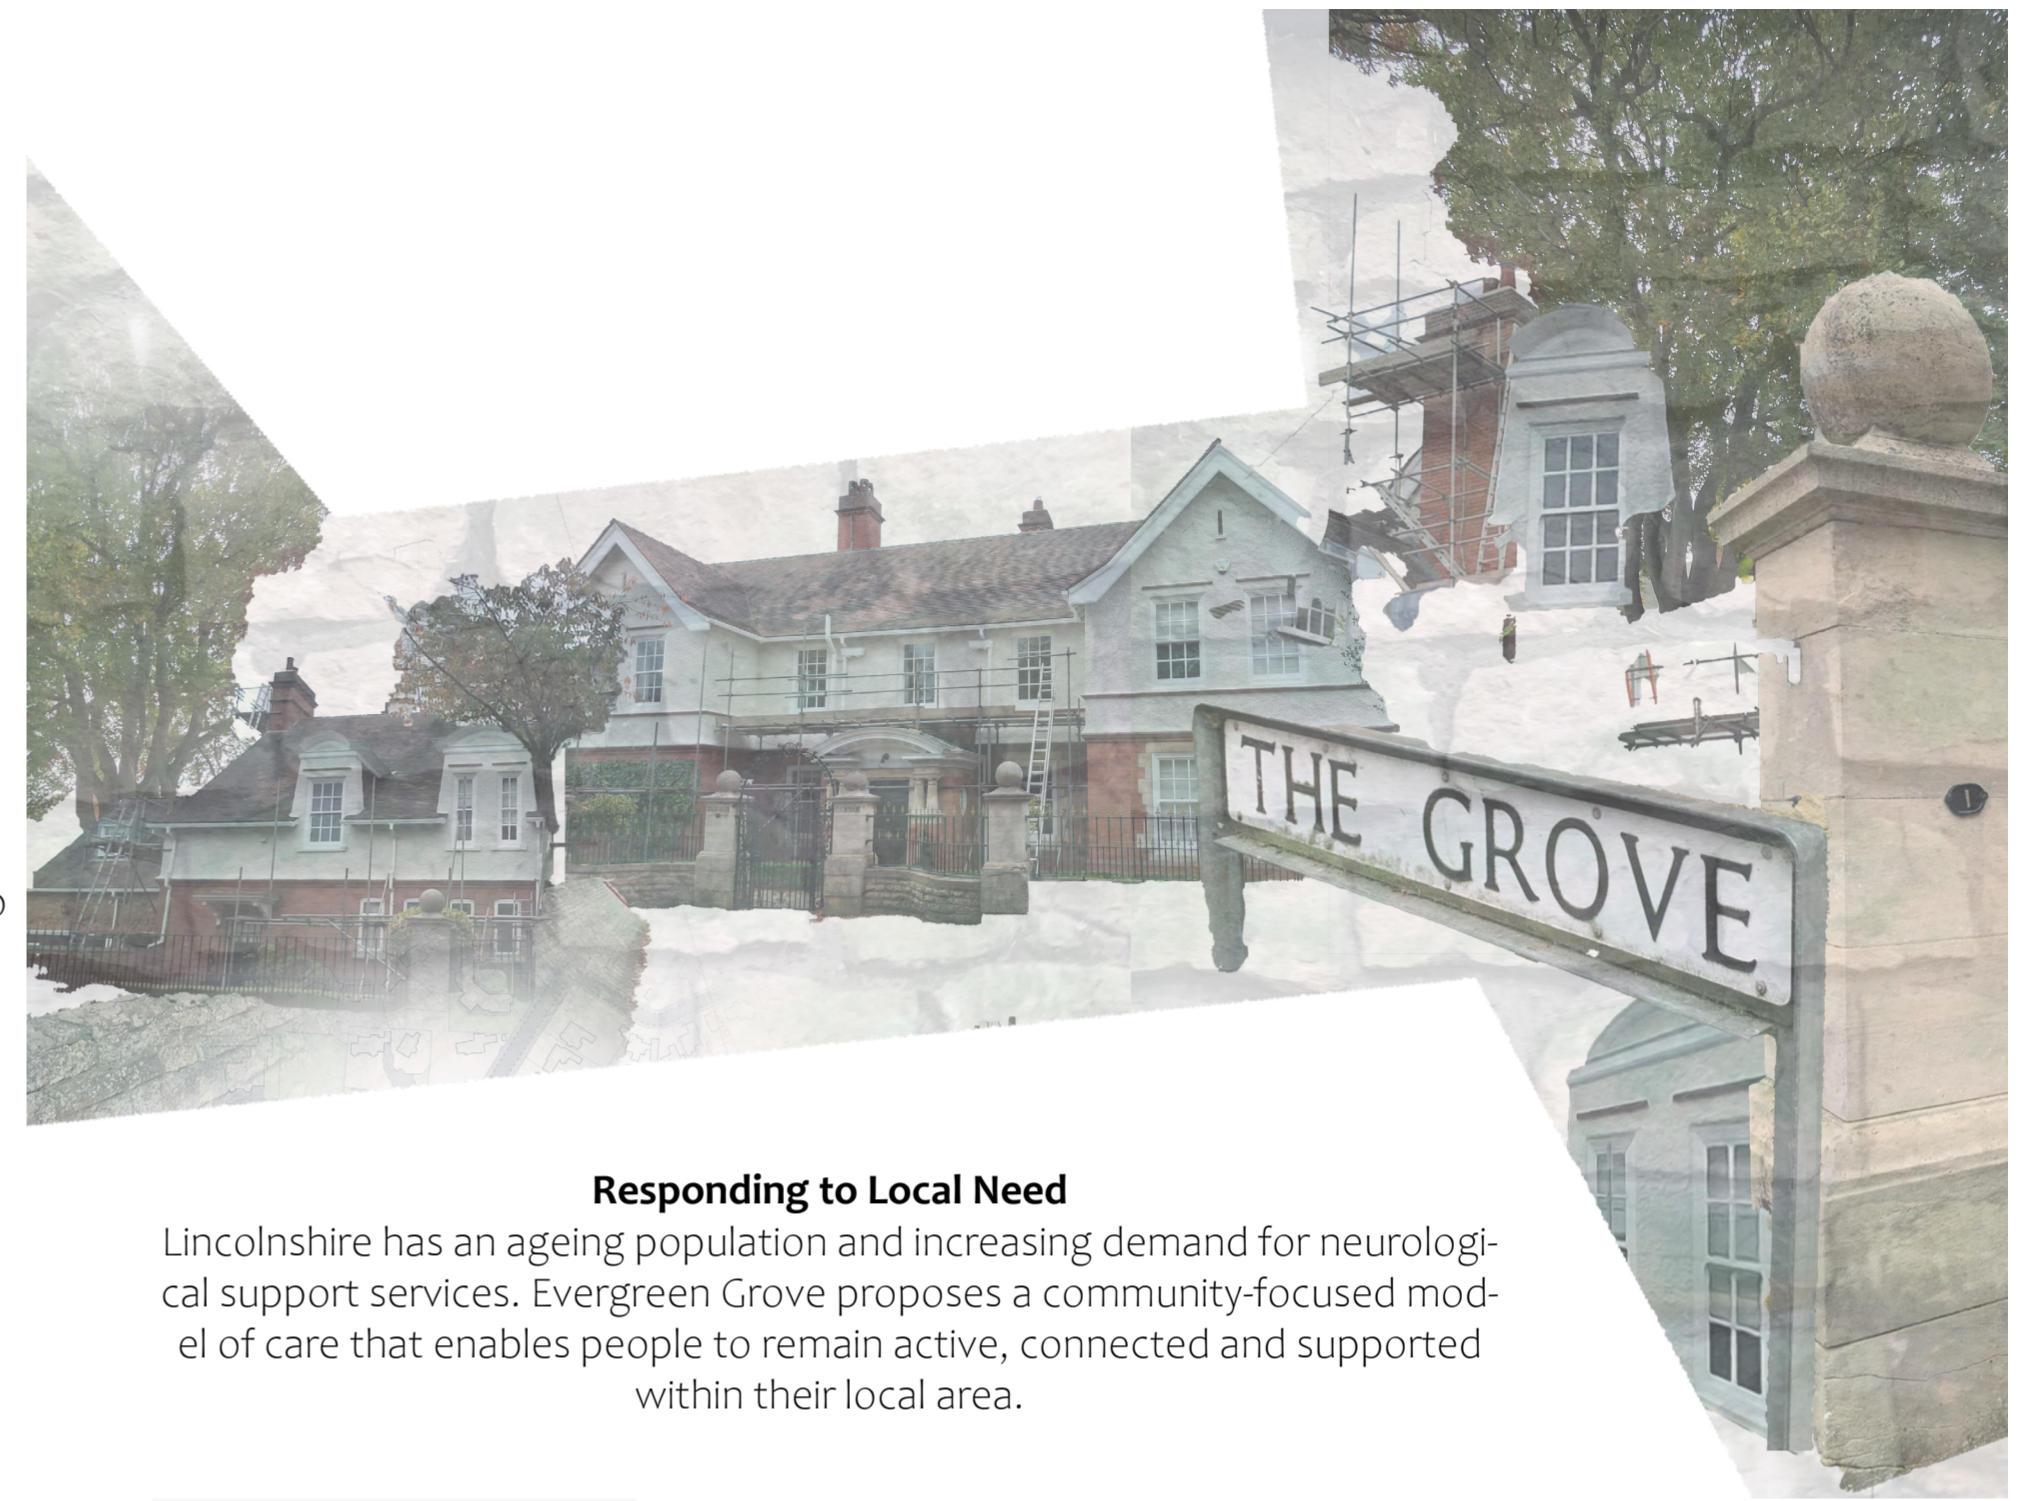 THE GROVE
Responding to Local Need
Lincolnshire has an ageing population and increasing demand for neurologi-
cal support services. Evergreen Grove proposes a community-focused mod-
el of care that enables people to remain active, connected and supported
within their local area.